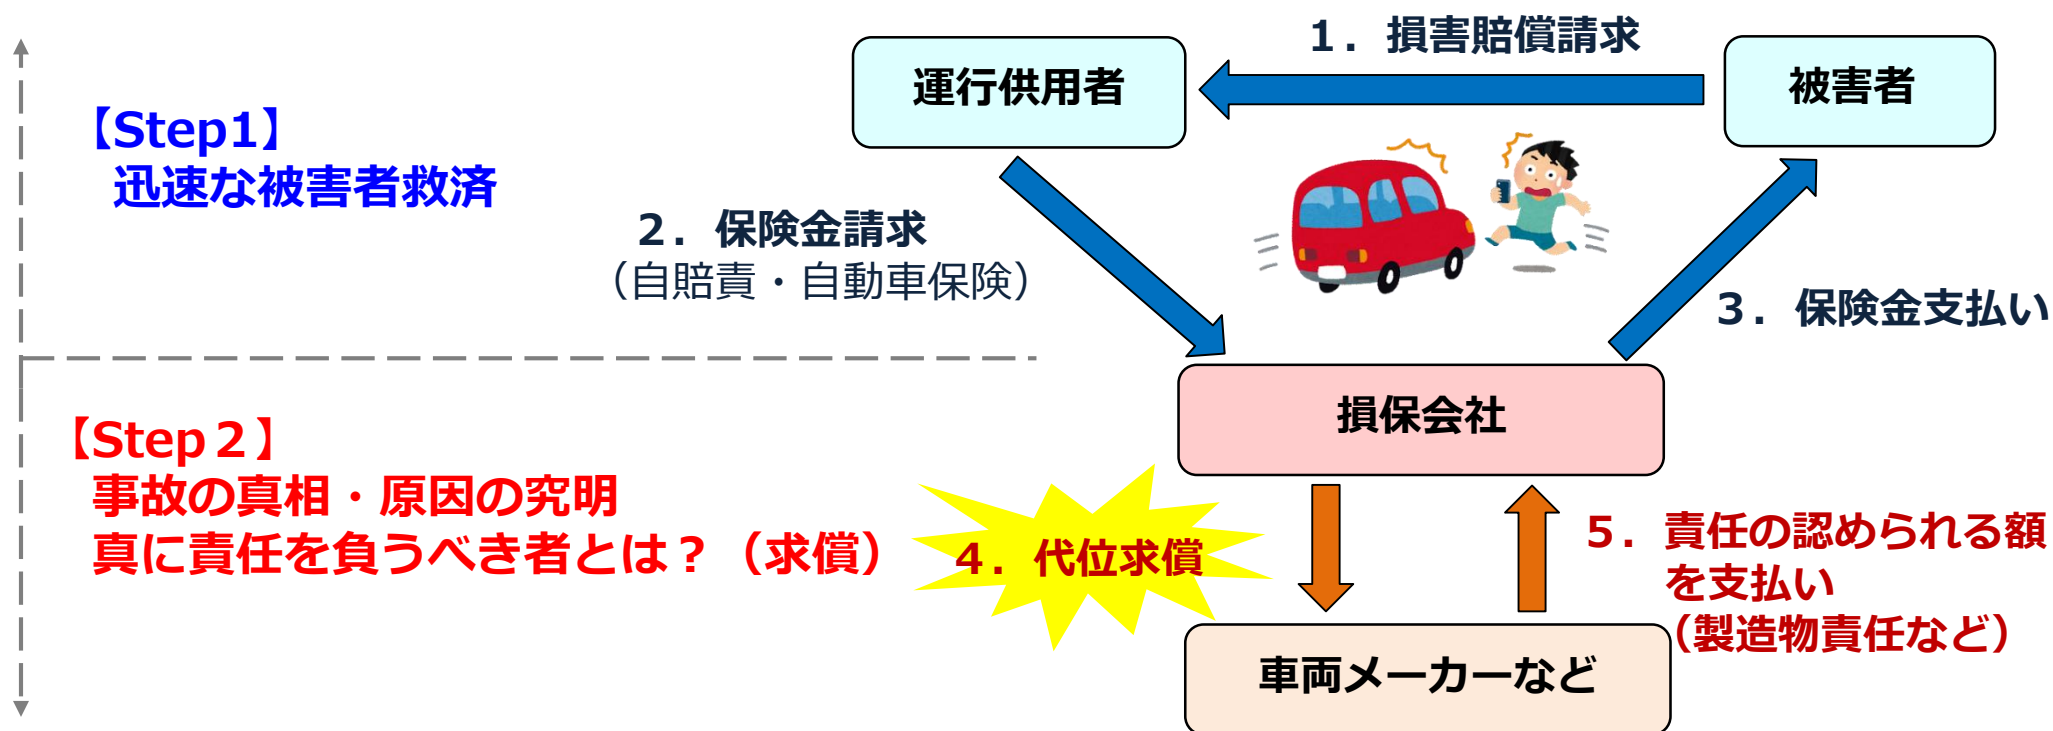 1．損害賠償請求
運行供用者
被害者
【Step1】
迅速な被害者救済
2．保険金請求
（自賠責・自動車保険）
3．保険金支払い
損保会社
【Step２】
事故の真相・原因の究明
真に責任を負うべき者とは？（求償）
4．代位求償
5．責任の認められる額
を支払い
（製造物責任など）
車両メーカーなど